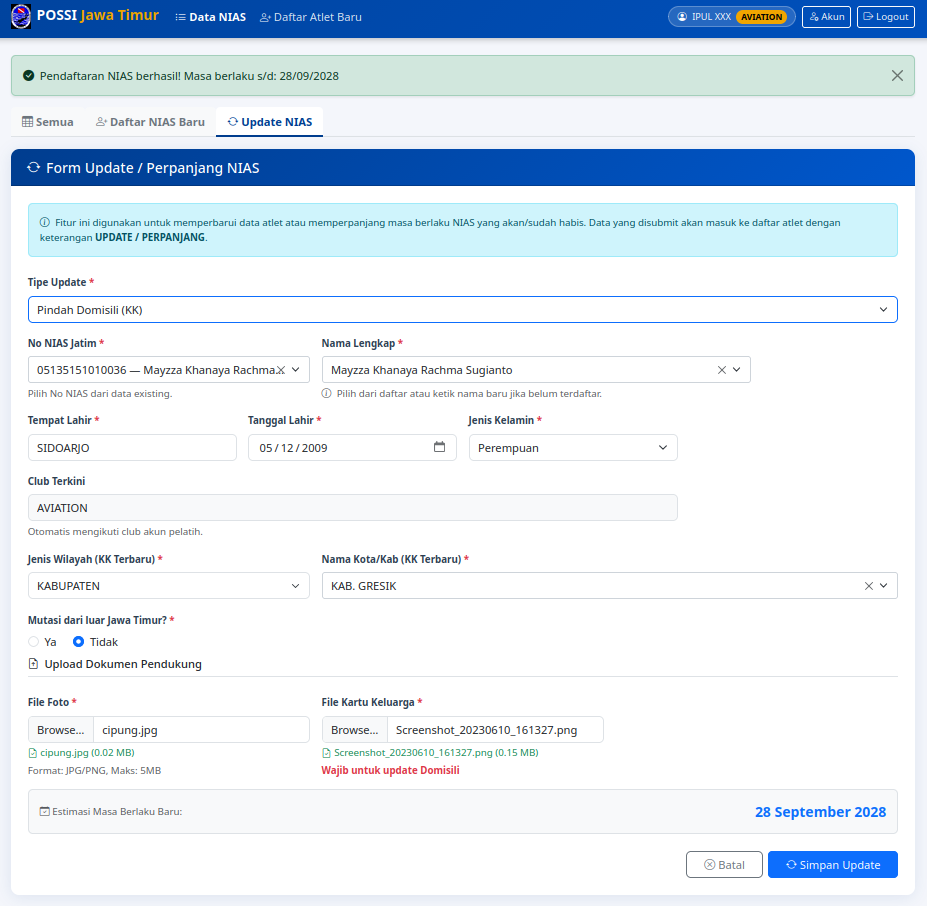 POSSI Jawa Timur
Data NIAS
Daftar Atlet Baru
IPUL XXX AVIATION
Akun
Logout
Pendaftaran NIAS berhasil! Masa berlaku s/d: 28/09/2028
Semua
Daftar NIAS Baru
Update NIAS
Form Update / Perpanjang NIAS
Fitur ini digunakan untuk memperbarui data atlet atau memperpanjang masa berlaku NIAS yang akan/sudah habis. Data yang disubmit akan masuk ke daftar atlet dengan
keterangan UPDATE / PERPANJANG.
Tipe Update *
Pindah Domisili (KK)
No NIAS Jatim *
Nama Lengkap *
05135151010036 — Mayzza Khanaya Rachma...
Mayzza Khanaya Rachma Sugianto
Pilih No NIAS dari data existing.
Pilih dari daftar atau ketik nama baru jika belum terdaftar.
Tempat Lahir *
Tanggal Lahir *
Jenis Kelamin *
SIDOARJO
05 / 12 / 2009
Perempuan
Club Terkini
AVIATION
Otomatis mengikuti club akun pelatih.
Jenis Wilayah (KK Terbaru) *
Nama Kota/Kab (KK Terbaru) *
KABUPATEN
KAB. GRESIK
Mutasi dari luar Jawa Timur? *
Ya
Tidak
Upload Dokumen Pendukung
File Foto *
File Kartu Keluarga *
Browse... cipung.jpg
Browse... Screenshot_20230610_161327.png
cipung.jpg (0.02 MB)
Screenshot_20230610_161327.png (0.15 MB)
Format: JPG/PNG, Maks: 5MB
Wajib untuk update Domisili
Estimasi Masa Berlaku Baru:
28 September 2028
Batal
Simpan Update